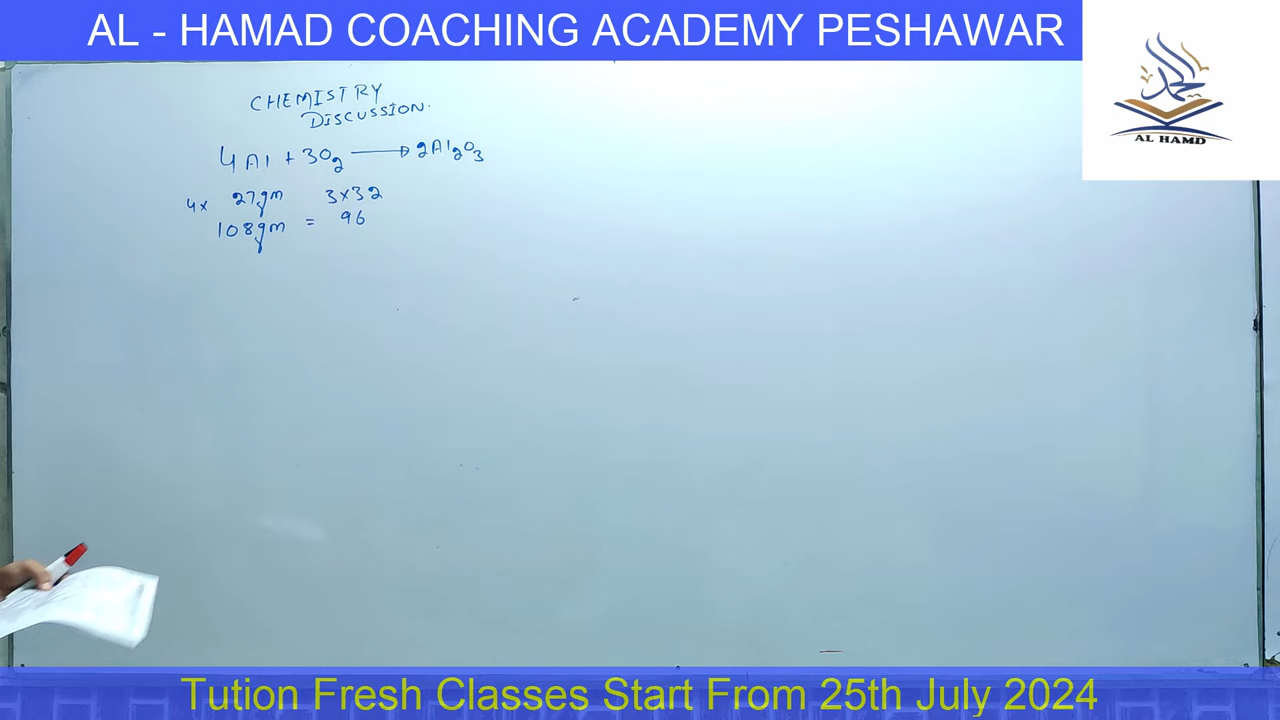 AL - HAMAD COACHING ACADEMY PESHAWAR
AL HAMD
CHEMISTRY
DISCUSSION.
4Al + 3O2 → 2Al2O3
4x 27gm 3x32
108gm = 96
Tution Fresh Classes Start From 25th July 2024